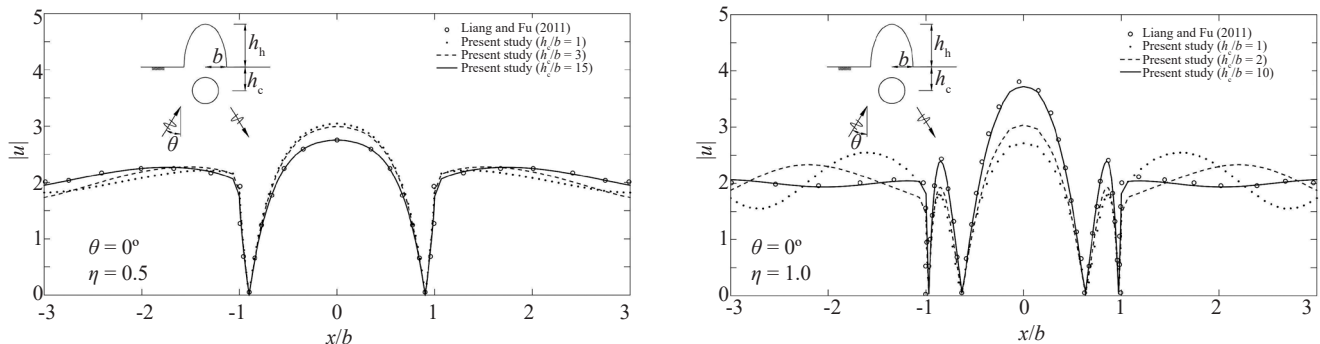 5
4
3
2
1
0
|u|
-3
-2
-1
0
1
2
3
x/b
Liang and Fu (2011)
Present study (h_c/b = 1)
Present study (h_c/b = 3)
Present study (h_c/b = 15)
h_h
b
h_c
θ
θ = 0º
η = 0.5
5
4
3
2
1
0
|u|
-3
-2
-1
0
1
2
3
x/b
Liang and Fu (2011)
Present study (h_c/b = 1)
Present study (h_c/b = 2)
Present study (h_c/b = 10)
h_h
b
h_c
θ
θ = 0º
η = 1.0